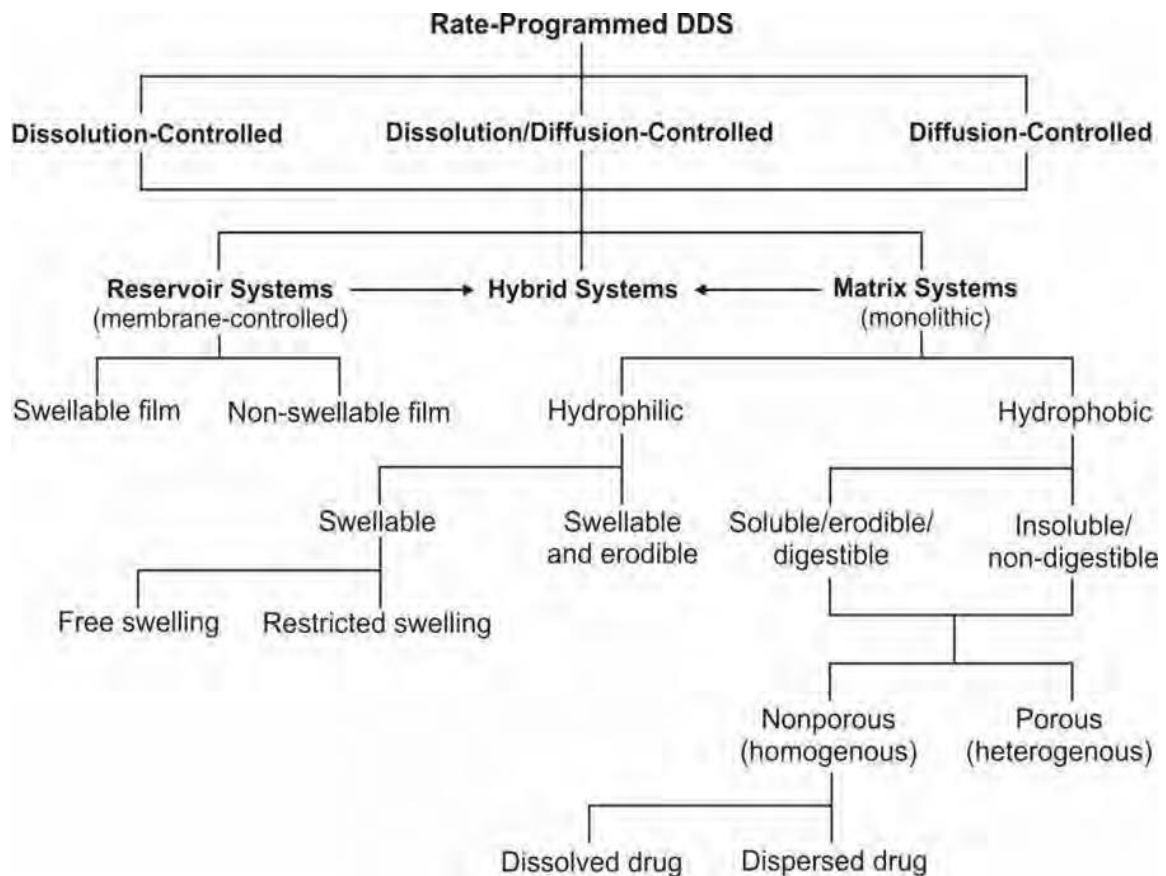 Rate-Programmed DDS
Dissolution-Controlled
Dissolution/Diffusion-Controlled
Diffusion-Controlled
Reservoir Systems
(membrane-controlled)
Hybrid Systems
Matrix Systems
(monolithic)
Swellable film
Non-swellable film
Hydrophilic
Hydrophobic
Swellable
Swellable
and erodible
Soluble/erodible/
digestible
Insoluble/
non-digestible
Free swelling
Restricted swelling
Nonporous
(homogenous)
Porous
(heterogenous)
Dissolved drug
Dispersed drug